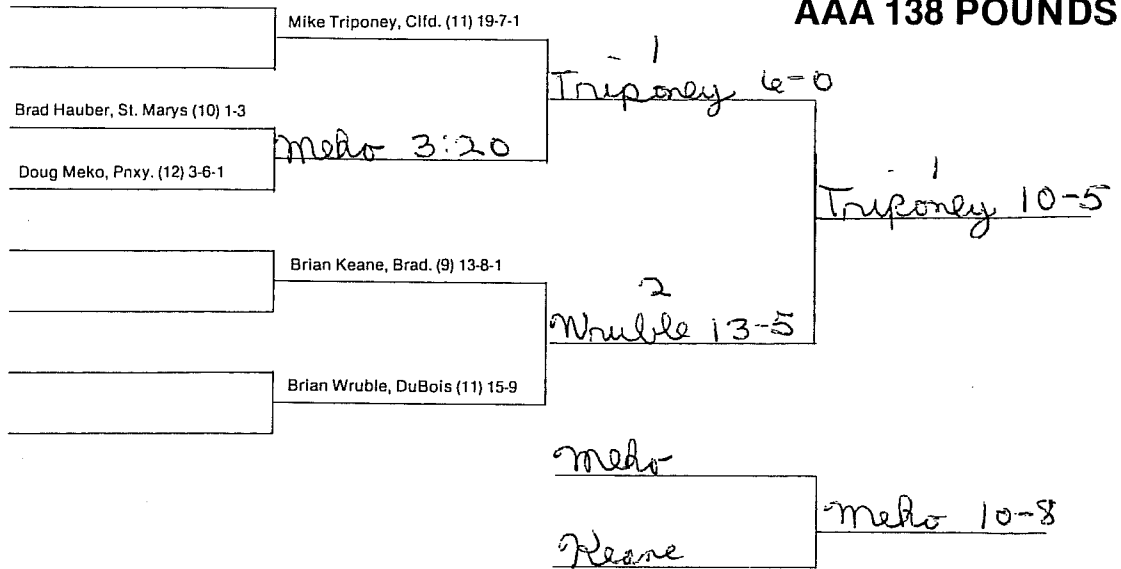 AAA 138 POUNDS
Mike Triponey, Clfd. (11) 19-7-1
1
Triponey 6-0
Brad Hauber, St. Marys (10) 1-3
Meko 3:20
Doug Meko, Pnxy. (12) 3-6-1
1
Triponey 10-5
Brian Keane, Brad. (9) 13-8-1
2
Wruble 13-5
Brian Wruble, DuBois (11) 15-9
Meko
Meko 10-8
Keane